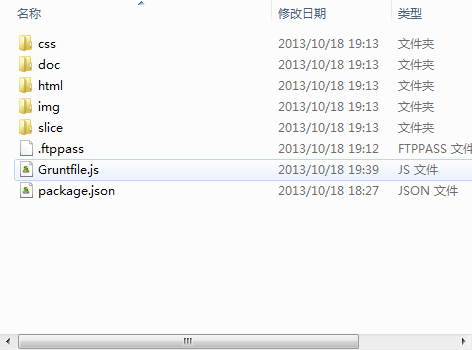 名称 修改日期 类型
css 2013/10/18 19:13 文件夹
doc 2013/10/18 19:13 文件夹
html 2013/10/18 19:13 文件夹
img 2013/10/18 19:13 文件夹
slice 2013/10/18 19:13 文件夹
.ftppass 2013/10/18 19:12 FTPPASS 文件
Gruntfile.js 2013/10/18 19:39 JS 文件
package.json 2013/10/18 18:27 JSON 文件